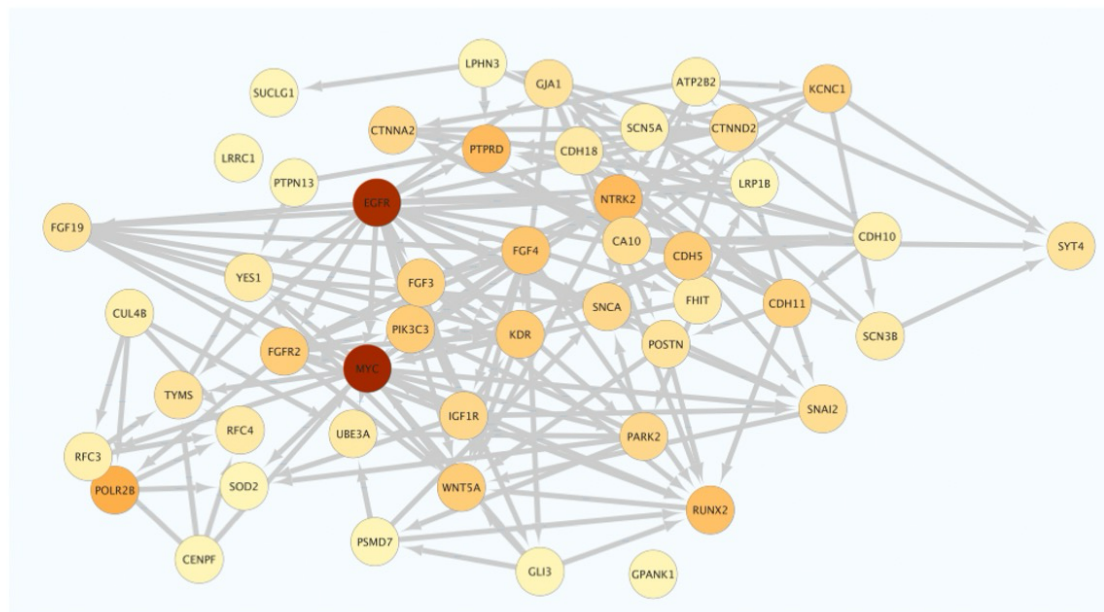 LPHN3
SUCLG1
GJA1
ATP2B2
KCNC1
CTNNA2
SCN5A
CTNND2
LRRC1
PTPRD
CDH18
PTPN13
LRP1B
EGFR
NTRK2
FGF19
CA10
CDH10
SYT4
FGF4
CDH5
YES1
FGF3
SNCA
FHIT
CDH11
CUL4B
PIK3C3
KDR
POSTN
SCN3B
FGFR2
MYC
TYMS
SNAI2
IGF1R
RFC4
UBE3A
PARK2
RFC3
POLR2B
SOD2
WNT5A
RUNX2
CENPF
PSMD7
GLI3
GPANK1